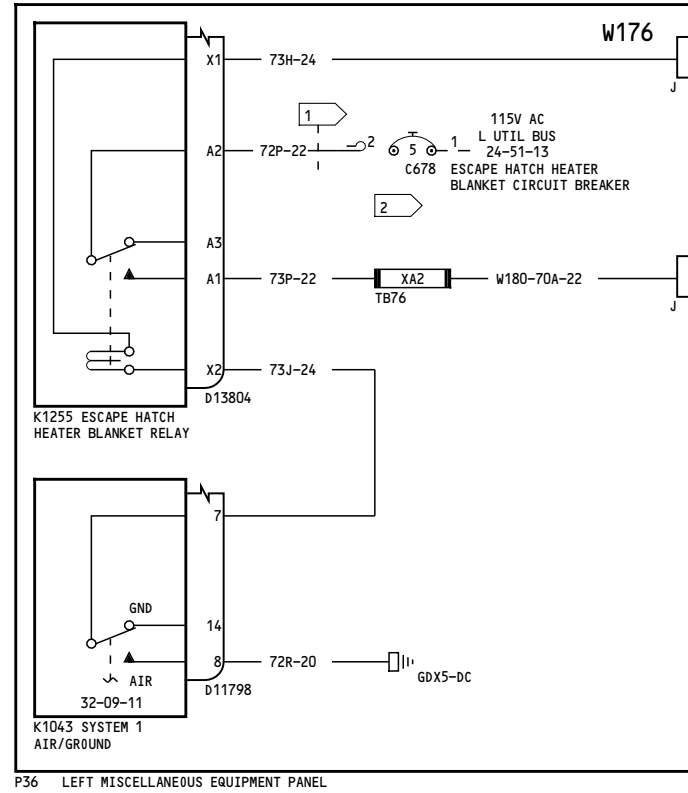 W176
X1 73H-24
J
1
115V AC
L UTIL BUS
24-51-13
A2 72P-22 2 5 1
C678 ESCAPE HATCH HEATER
BLANKET CIRCUIT BREAKER
2
A3
A1 73P-22 XA2 W180-70A-22
TB76
J
X2 73J-24
D13804
K1255 ESCAPE HATCH
HEATER BLANKET RELAY
7
GND
14
8 72R-20
GDX5-DC
AIR
D11798
32-09-11
K1043 SYSTEM 1
AIR/GROUND
P36 LEFT MISCELLANEOUS EQUIPMENT PANEL